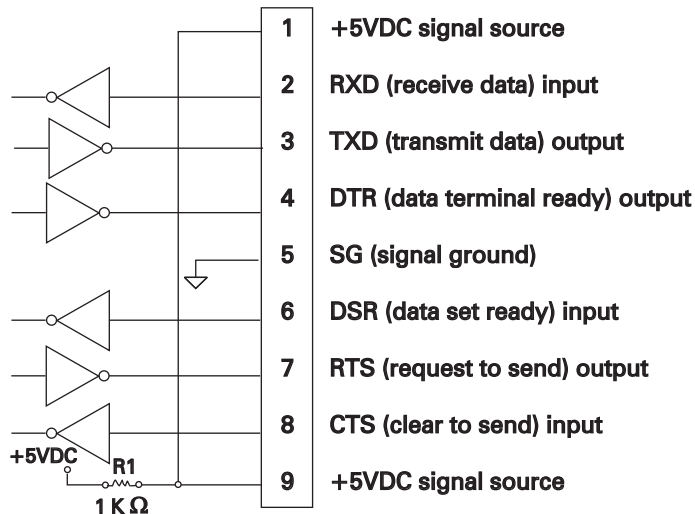 1 +5VDC signal source
2 RXD (receive data) input
3 TXD (transmit data) output
4 DTR (data terminal ready) output
5 SG (signal ground)
6 DSR (data set ready) input
7 RTS (request to send) output
8 CTS (clear to send) input
+5VDC
R1
9 +5VDC signal source
1 K Ω